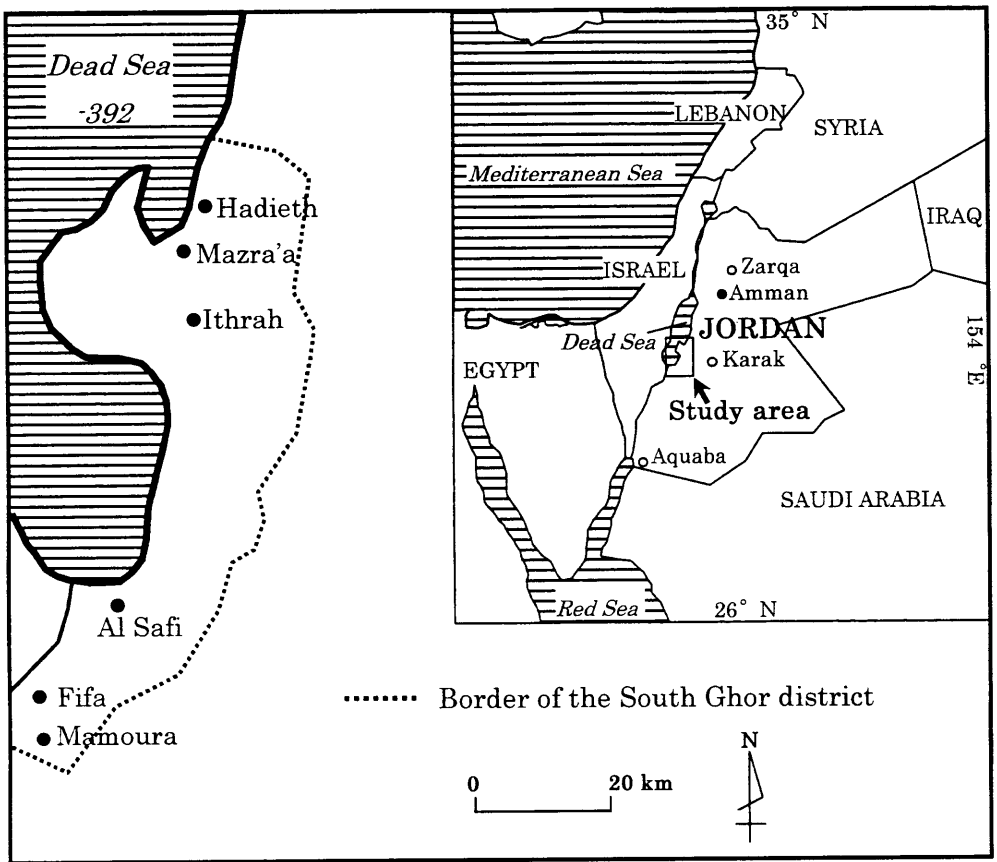 Dead Sea
-392
Hadieth
Mazra'a
Ithrah
Al Safi
Fifa
Mamoura
35° N
LEBANON
SYRIA
Mediterranean Sea
IRAQ
ISRAEL
Zarqa
Amman
Dead Sea
JORDAN
154 °E
EGYPT
Karak
Study area
Aquaba
SAUDI ARABIA
Red Sea
26° N
Border of the South Ghor district
N
0 20 km